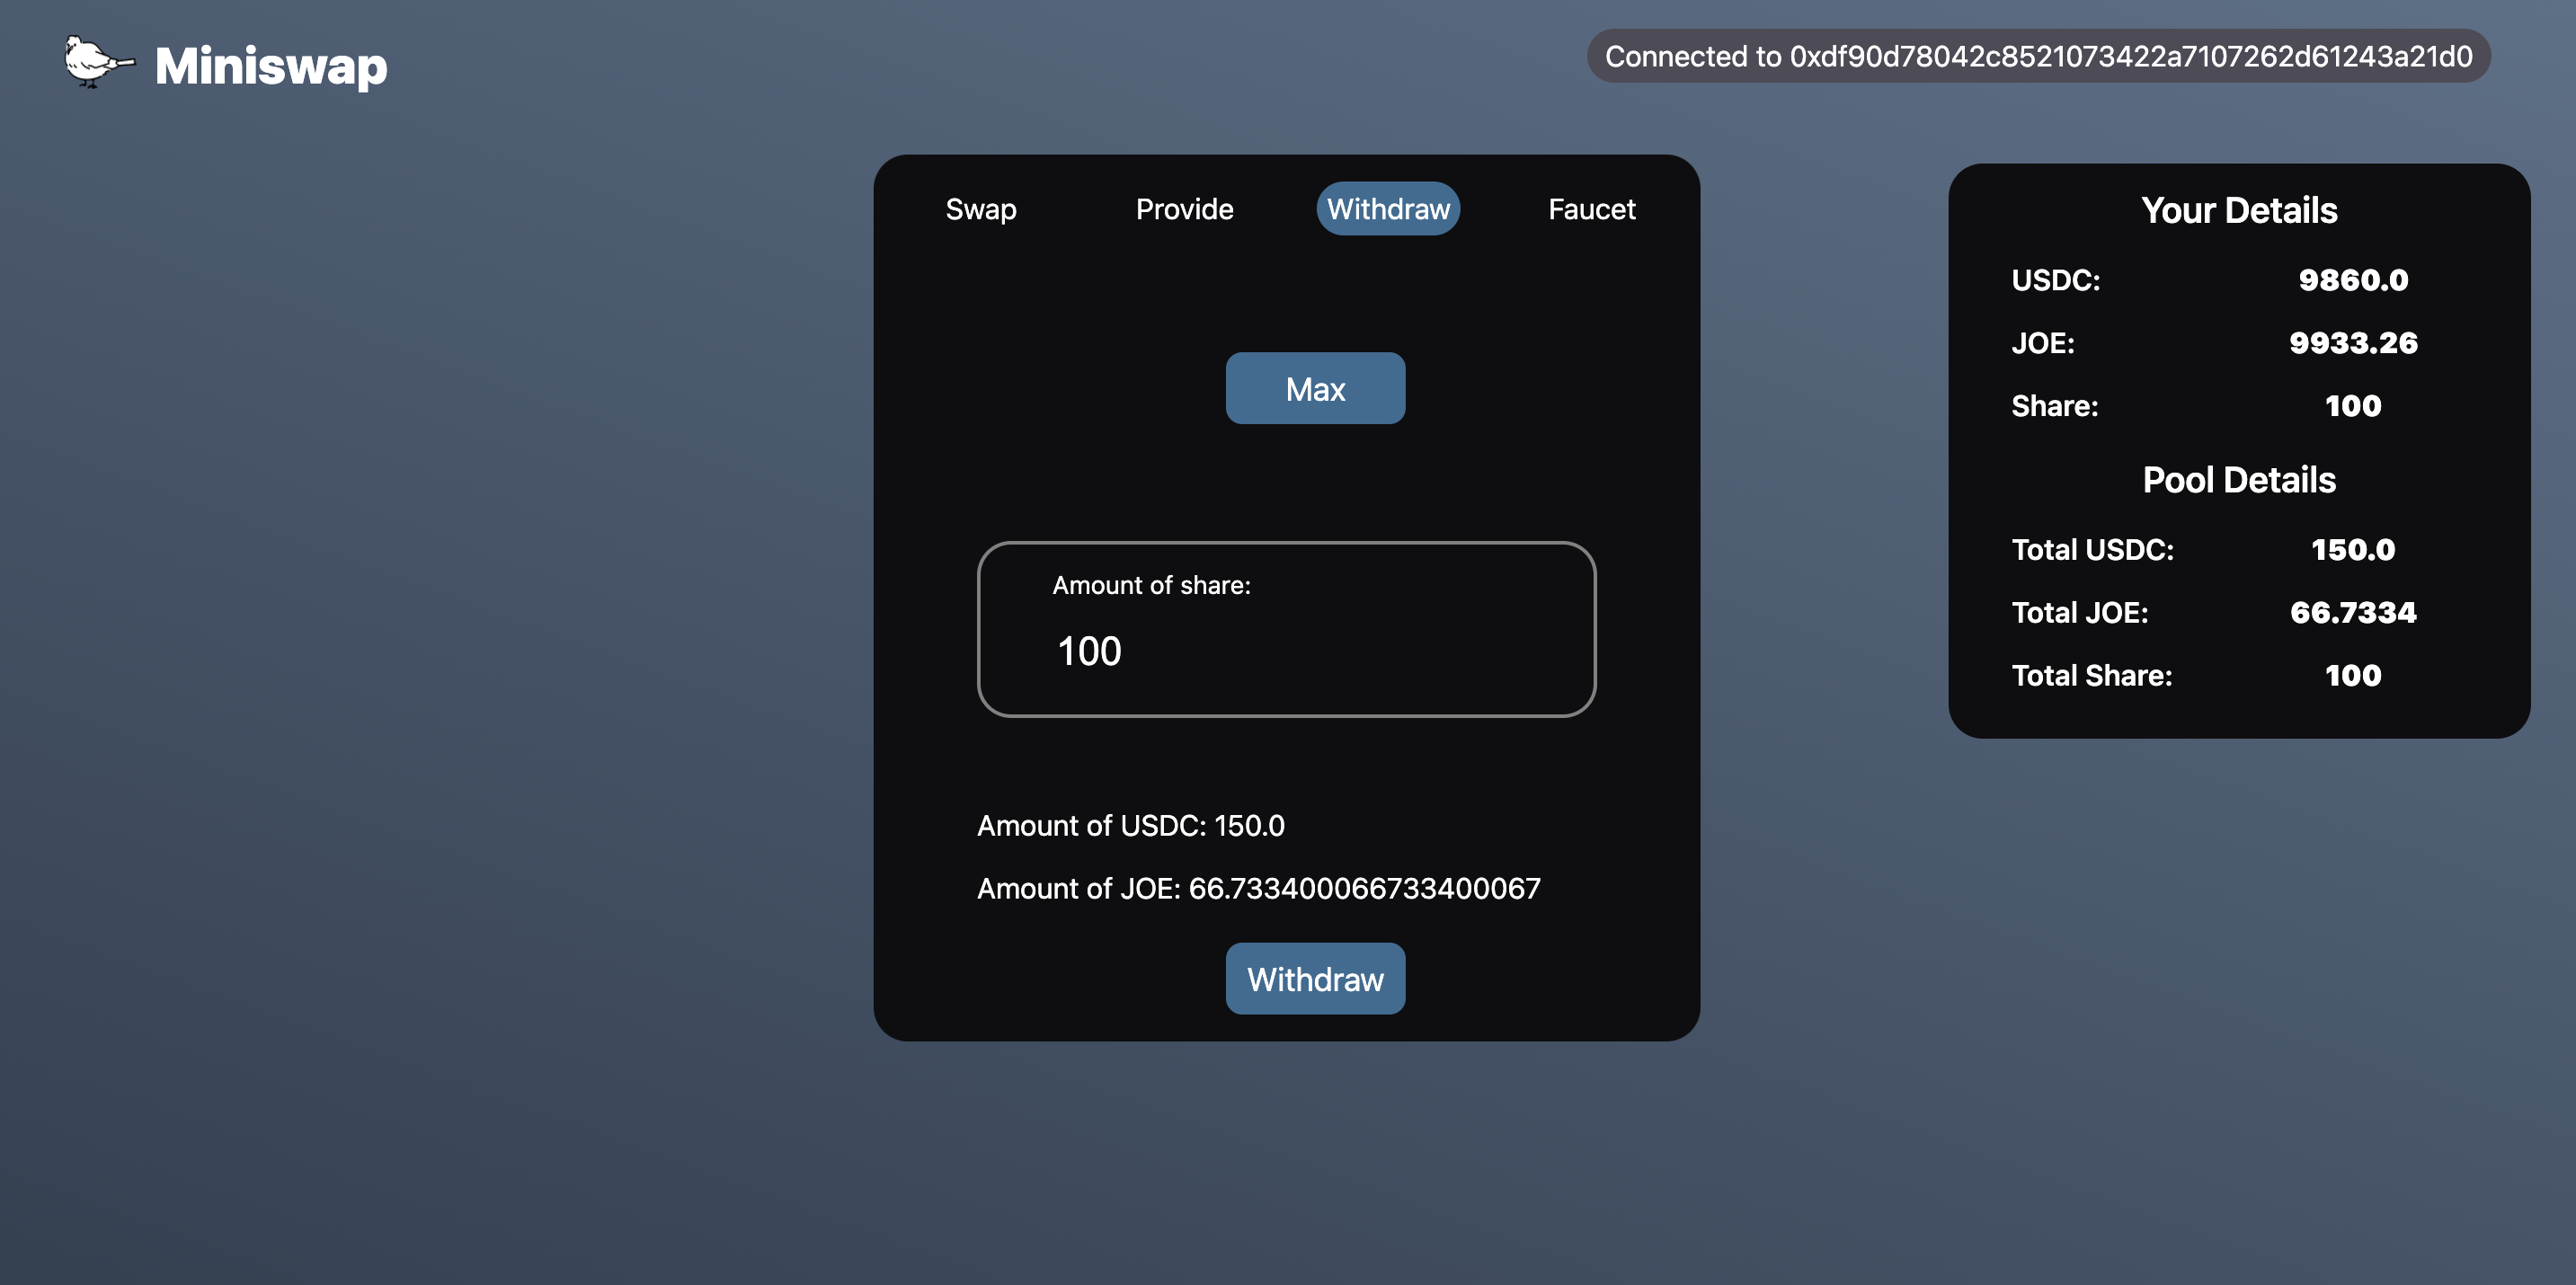 Miniswap
Connected to 0xdf90d78042c8521073422a7107262d61243a21d0
Swap Provide Withdraw Faucet
Max
Amount of share:
100
Amount of USDC: 150.0
Amount of JOE: 66.733400066733400067
Withdraw
Your Details
USDC: 9860.0
JOE: 9933.26
Share: 100
Pool Details
Total USDC: 150.0
Total JOE: 66.7334
Total Share: 100